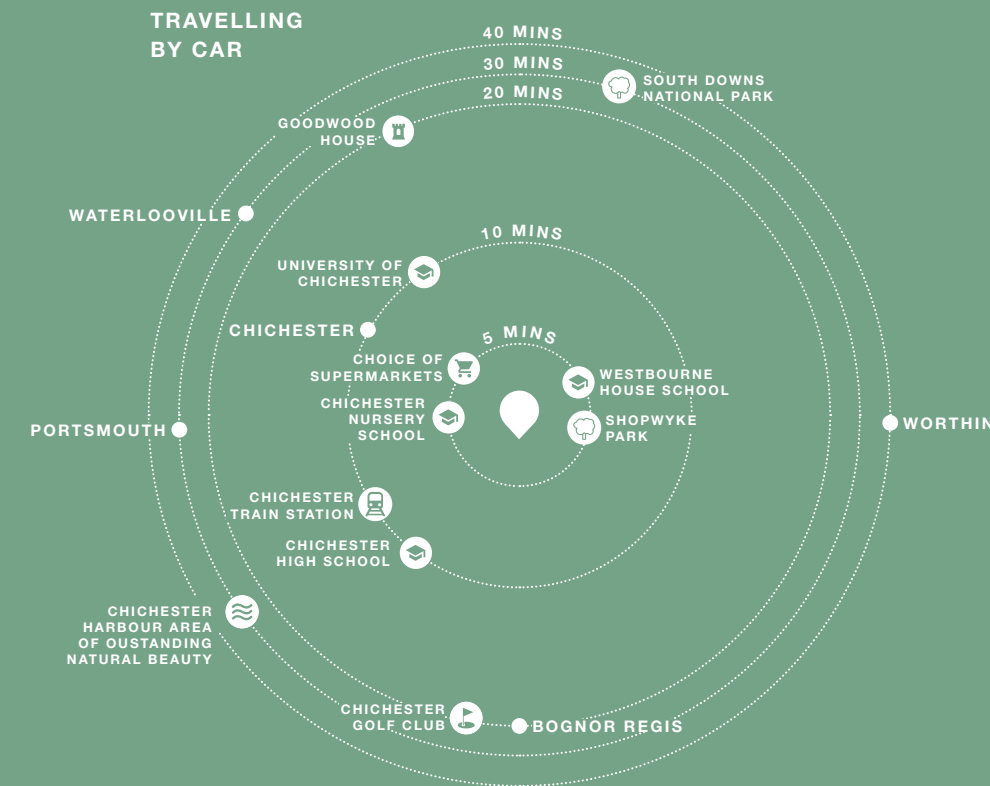 TRAVELLING
BY CAR
40 MINS
30 MINS
20 MINS
SOUTH DOWNS
NATIONAL PARK
GOODWOOD
HOUSE
WATERLOOVILLE
10 MINS
UNIVERSITY OF
CHICHESTER
CHICHESTER
5 MINS
CHOICE OF
SUPERMARKETS
WESTBOURNE
HOUSE SCHOOL
CHICHESTER
NURSERY
SCHOOL
SHOPWYKE
PARK
PORTSMOUTH
WORTHIN
CHICHESTER
TRAIN STATION
CHICHESTER
HIGH SCHOOL
CHICHESTER
HARBOUR AREA
OF OUSTANDING
NATURAL BEAUTY
CHICHESTER
GOLF CLUB
BOGNOR REGIS